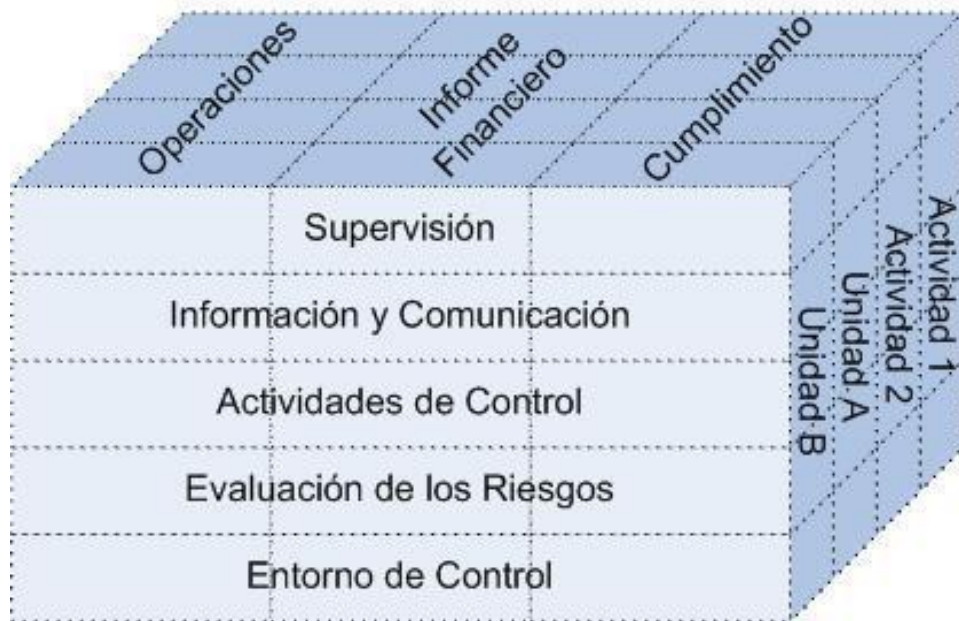 Operaciones
Informe
Financiero
Cumplimiento
Supervisión
Información y Comunicación
Actividades de Control
Evaluación de los Riesgos
Entorno de Control
Unidad B
Unidad A
Actividad 2
Actividad 1